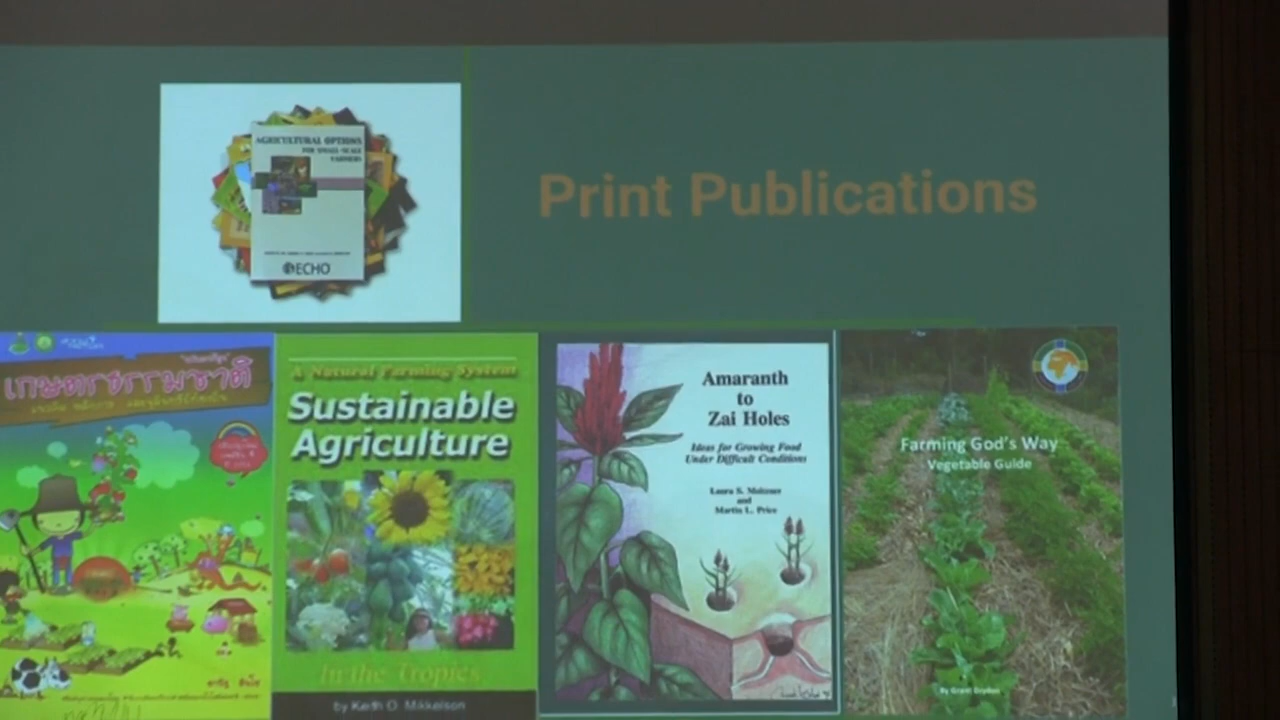 AGRICULTURAL OPTIONS
FOR SMALL-SCALE
FARMERS
ECHO
Print Publications
เกษตรธรรมชาติ
A Natural Farming System
Sustainable
Agriculture
In the Tropics
by Keith O. Mikkelson
Amaranth
to
Zai Holes
Ideas for Growing Food
Under Difficult Conditions
Laura S. Meitzner
and
Martin L. Price
Farming God's Way
Vegetable Guide
By Grant Dryden